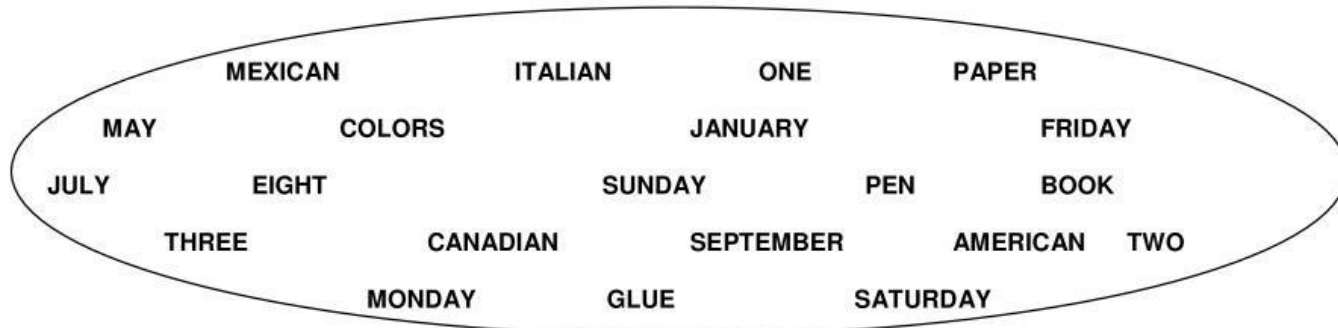 MEXICAN ITALIAN ONE PAPER
MAY COLORS JANUARY FRIDAY
JULY EIGHT SUNDAY PEN BOOK
THREE CANADIAN SEPTEMBER AMERICAN TWO
MONDAY GLUE SATURDAY